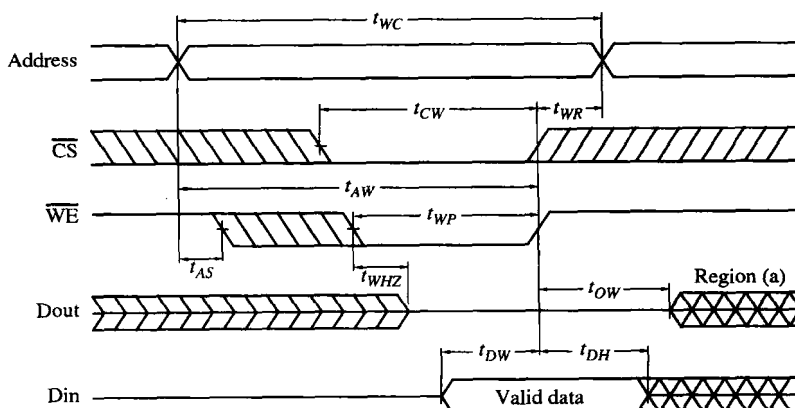 t_WC
Address
t_CW
t_WR
CS
t_AW
WE
t_WP
t_AS
t_WHZ
Region (a)
t_OW
Dout
t_DW
t_DH
Din
Valid data